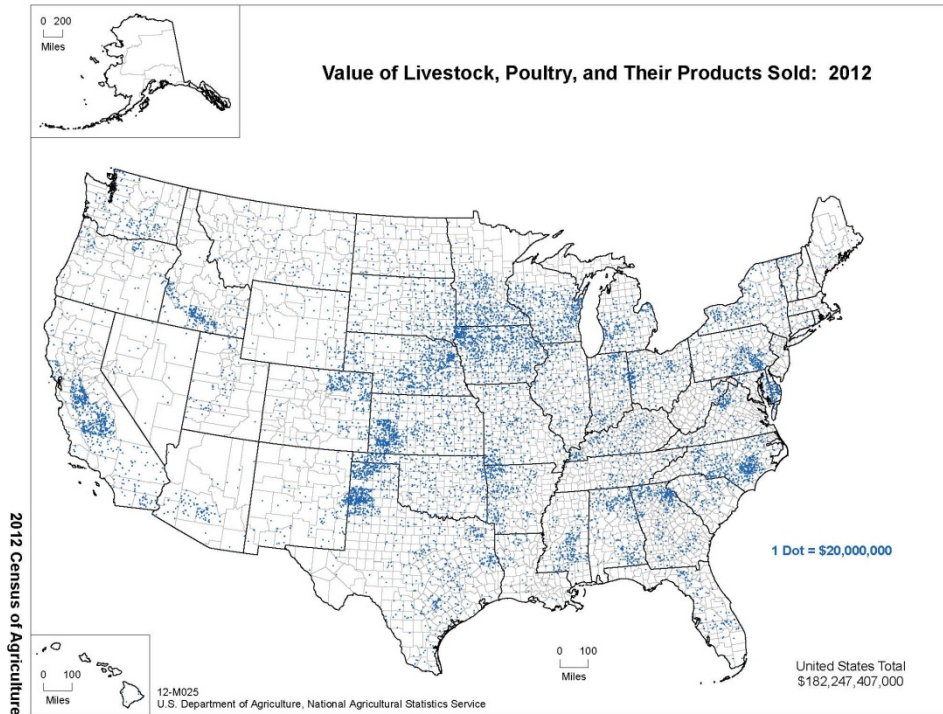 0 200
Miles
Value of Livestock, Poultry, and Their Products Sold: 2012
1 Dot = $20,000,000
2012 Census of Agriculture
0 100
Miles
12-M025
U.S. Department of Agriculture, National Agricultural Statistics Service
0 100
Miles
United States Total
$182,247,407,000